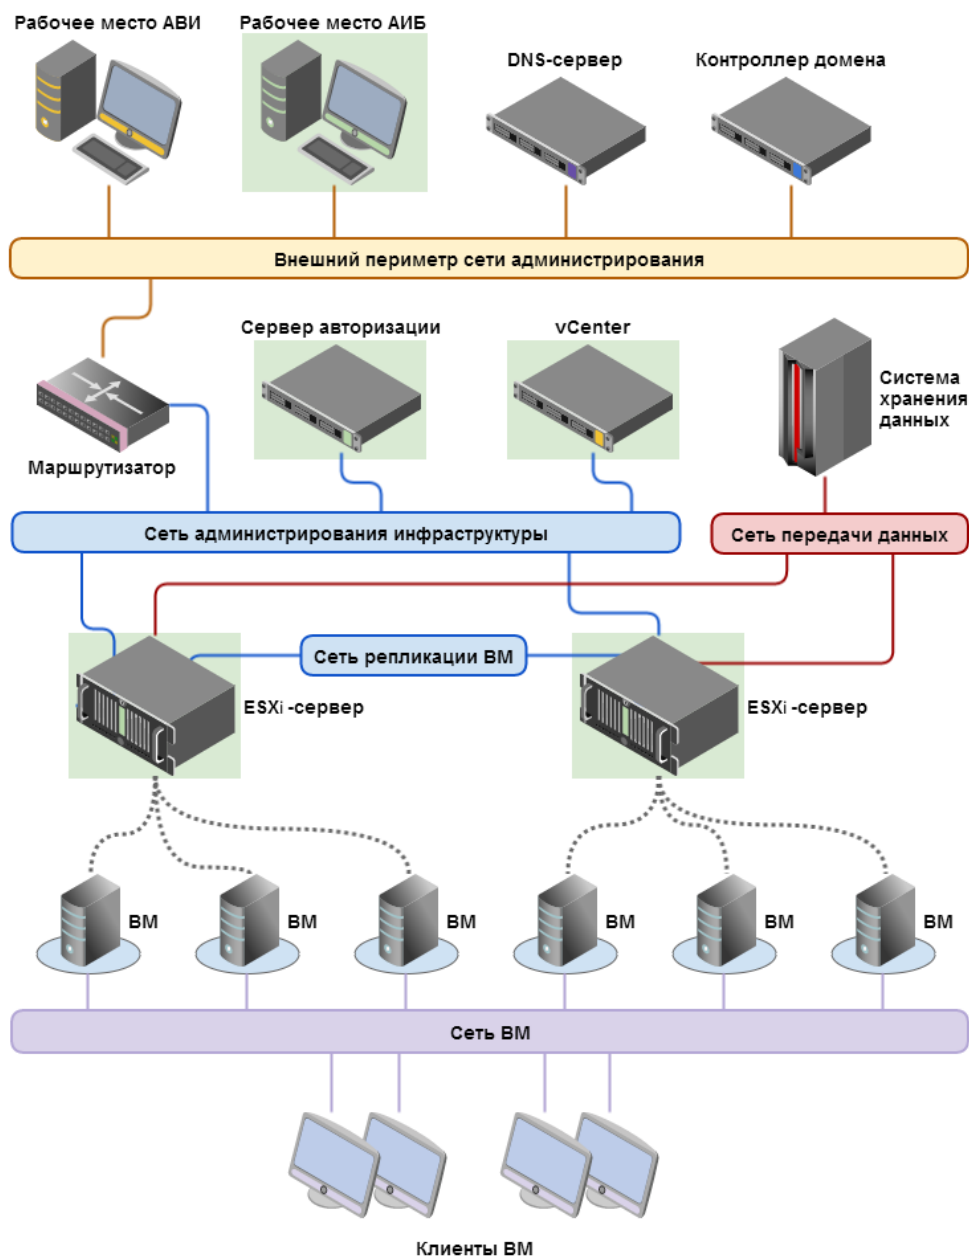 Рабочее место АВИ
Рабочее место АИБ
DNS-сервер
Контроллер домена
Внешний периметр сети администрирования
Сервер авторизации
vCenter
Система
хранения
данных
Маршрутизатор
Сеть администрирования инфраструктуры
Сеть передачи данных
Сеть репликации ВМ
ESXi -сервер
ESXi -сервер
ВМ
ВМ
ВМ
ВМ
ВМ
ВМ
Сеть ВМ
Клиенты ВМ